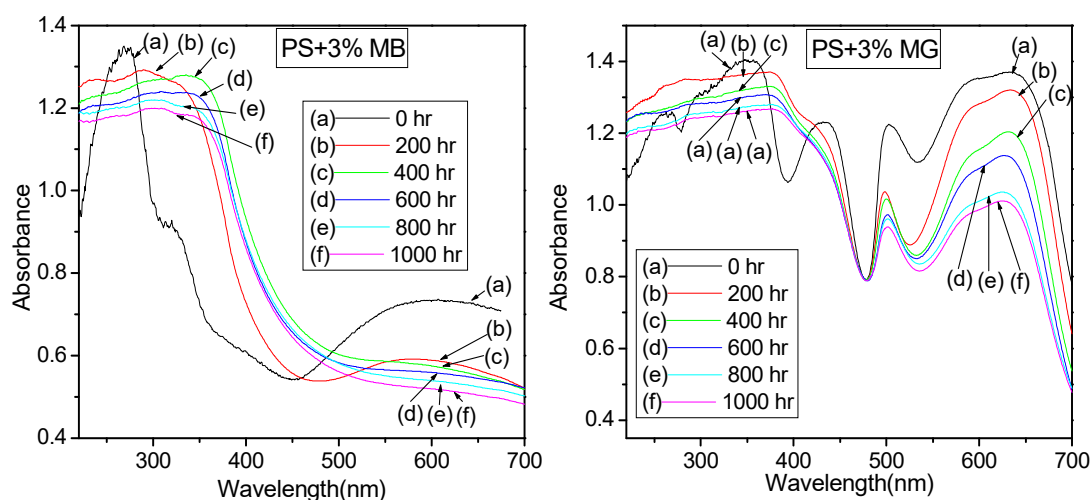 PS+3% MB
(a)
(b)
(c)
(d)
(e)
(f)
(a) 0 hr
(b) 200 hr
(c) 400 hr
(d) 600 hr
(e) 800 hr
(f) 1000 hr
(a)
(b)
(c)
(d) (e) (f)
1.4
1.2
1.0
0.8
0.6
0.4
Absorbance
300 400 500 600 700
Wavelength(nm)
PS+3% MG
(a) (b) (c)
(a)
(b)
(c)
(a) (a) (a)
(d) (e) (f)
(a) 0 hr
(b) 200 hr
(c) 400 hr
(d) 600 hr
(e) 800 hr
(f) 1000 hr
1.4
1.2
1.0
0.8
0.6
0.4
Absorbance
300 400 500 600 700
Wavelength(nm)